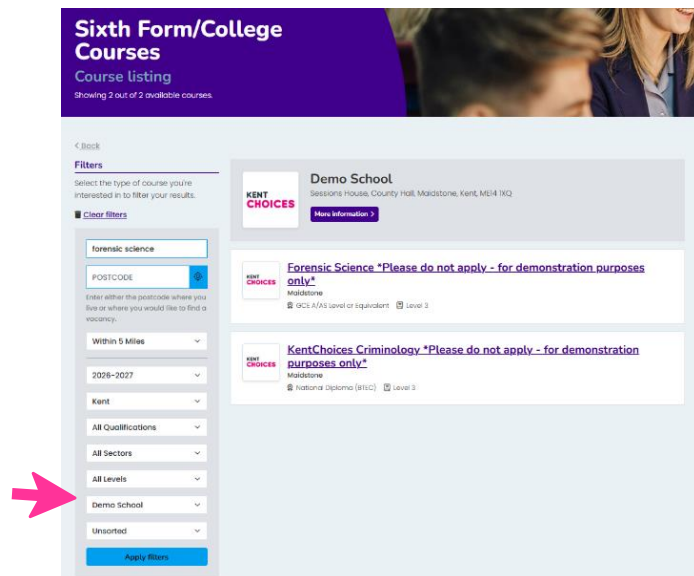 Sixth Form/College
Courses
Course listing
Showing 2 out of 2 available courses.
< Back
Filters
Select the type of course you're
interested in to filter your results.
Clear filters
forensic science
POSTCODE
Enter either the postcode where you
live or where you would like to find a
vacancy.
Within 5 Miles
2026-2027
Kent
All Qualifications
All Sectors
All Levels
Demo School
Unsorted
Apply filters
KENT
CHOICES
Demo School
Sessions House, County Hall, Maidstone, Kent, ME14 1XQ
More information >
KENT
CHOICES
Forensic Science *Please do not apply - for demonstration purposes
only*
Maidstone
GCE A/AS Level or Equivalent Level 3
KENT
CHOICES
KentChoices Criminology *Please do not apply - for demonstration
purposes only*
Maidstone
National Diploma (BTEC) Level 3